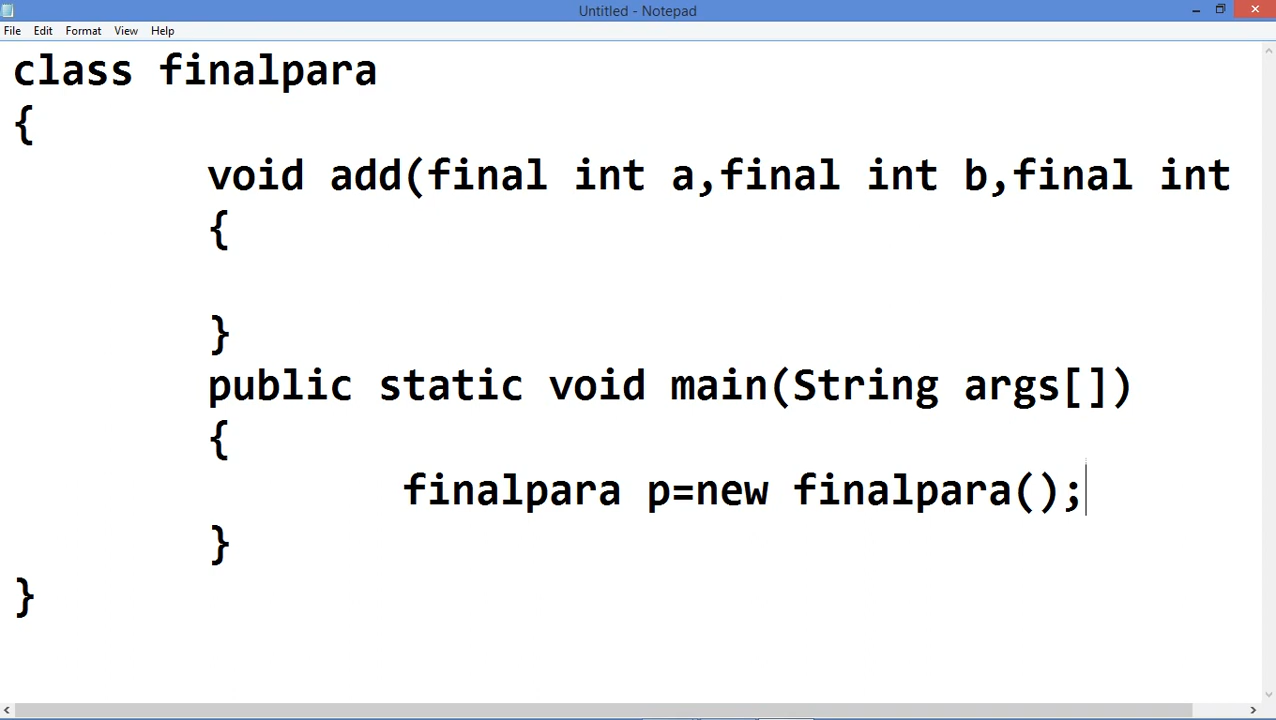 Untitled - Notepad
File Edit Format View Help
class finalpara
{
void add(final int a,final int b,final int
{
}
public static void main(String args[])
{
finalpara p=new finalpara();
}
}